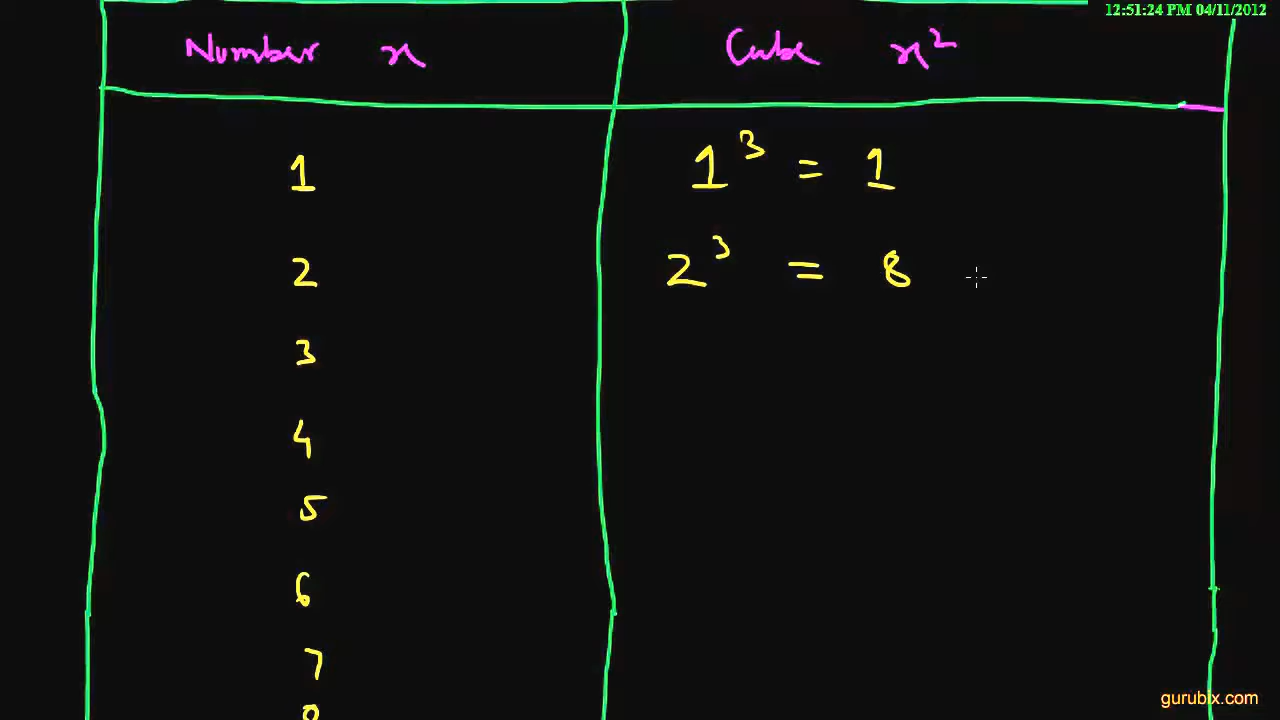 12:51:24 PM 04/11/2012
Number x Cube x²
1 1³ = 1
2 2³ = 8
3
4
5
6
7
gurubix.com